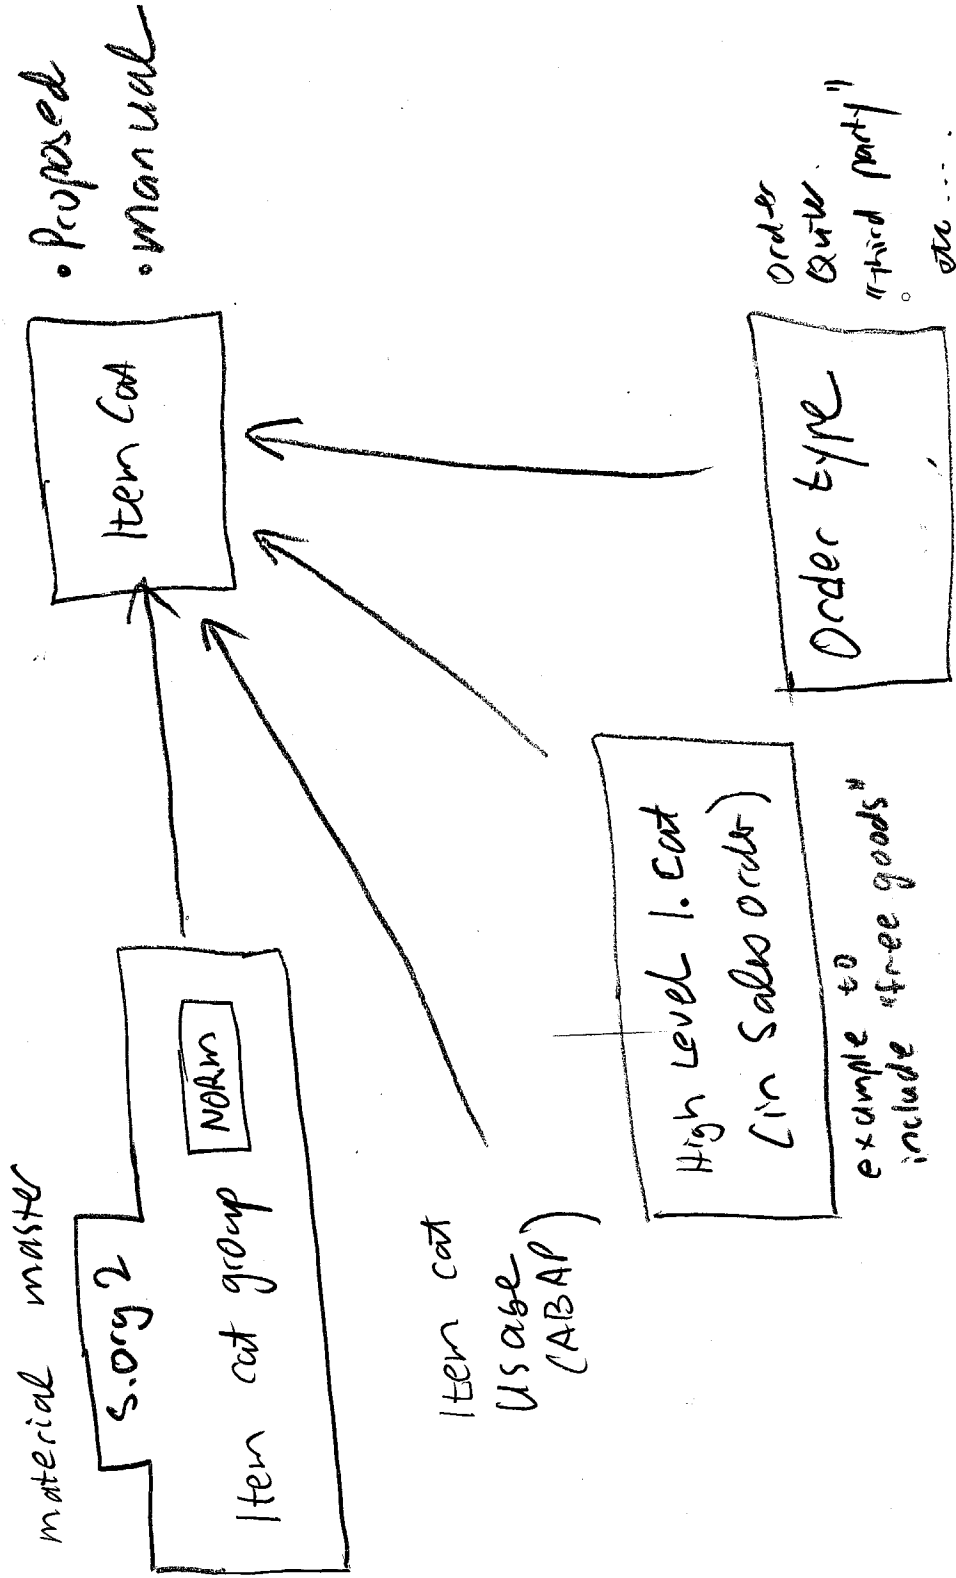 material master
S.org 2
Item cat group
NORM
Item Cat
• Proposed
• manual
Item cat
Usage
(ABAP)
High Level I. Cat
(in Sales order)
example to
include "free goods"
Order type
Order
"third party"
etc....